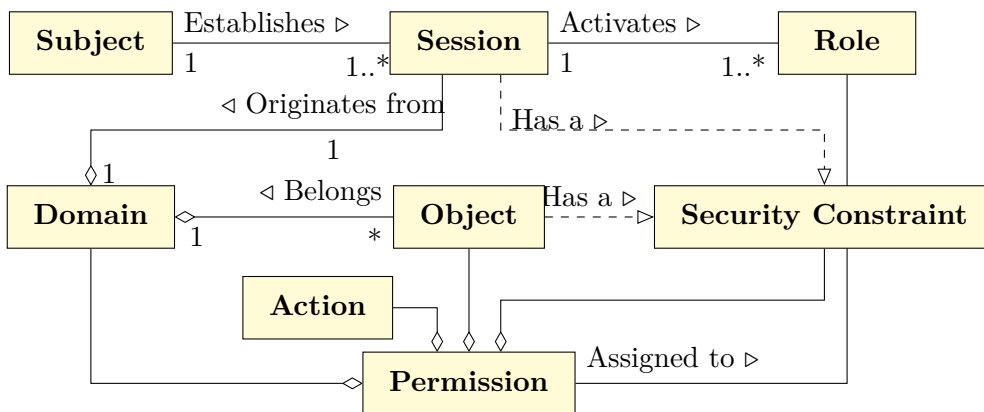 Establishes ▷
Activates ▷
Subject
Session
Role
1
1..*
1
1..*
◁ Originates from
Has a ▷
1
1
◁ Belongs
Has a ▷
Domain
Object
Security Constraint
1
*
Action
Assigned to ▷
Permission